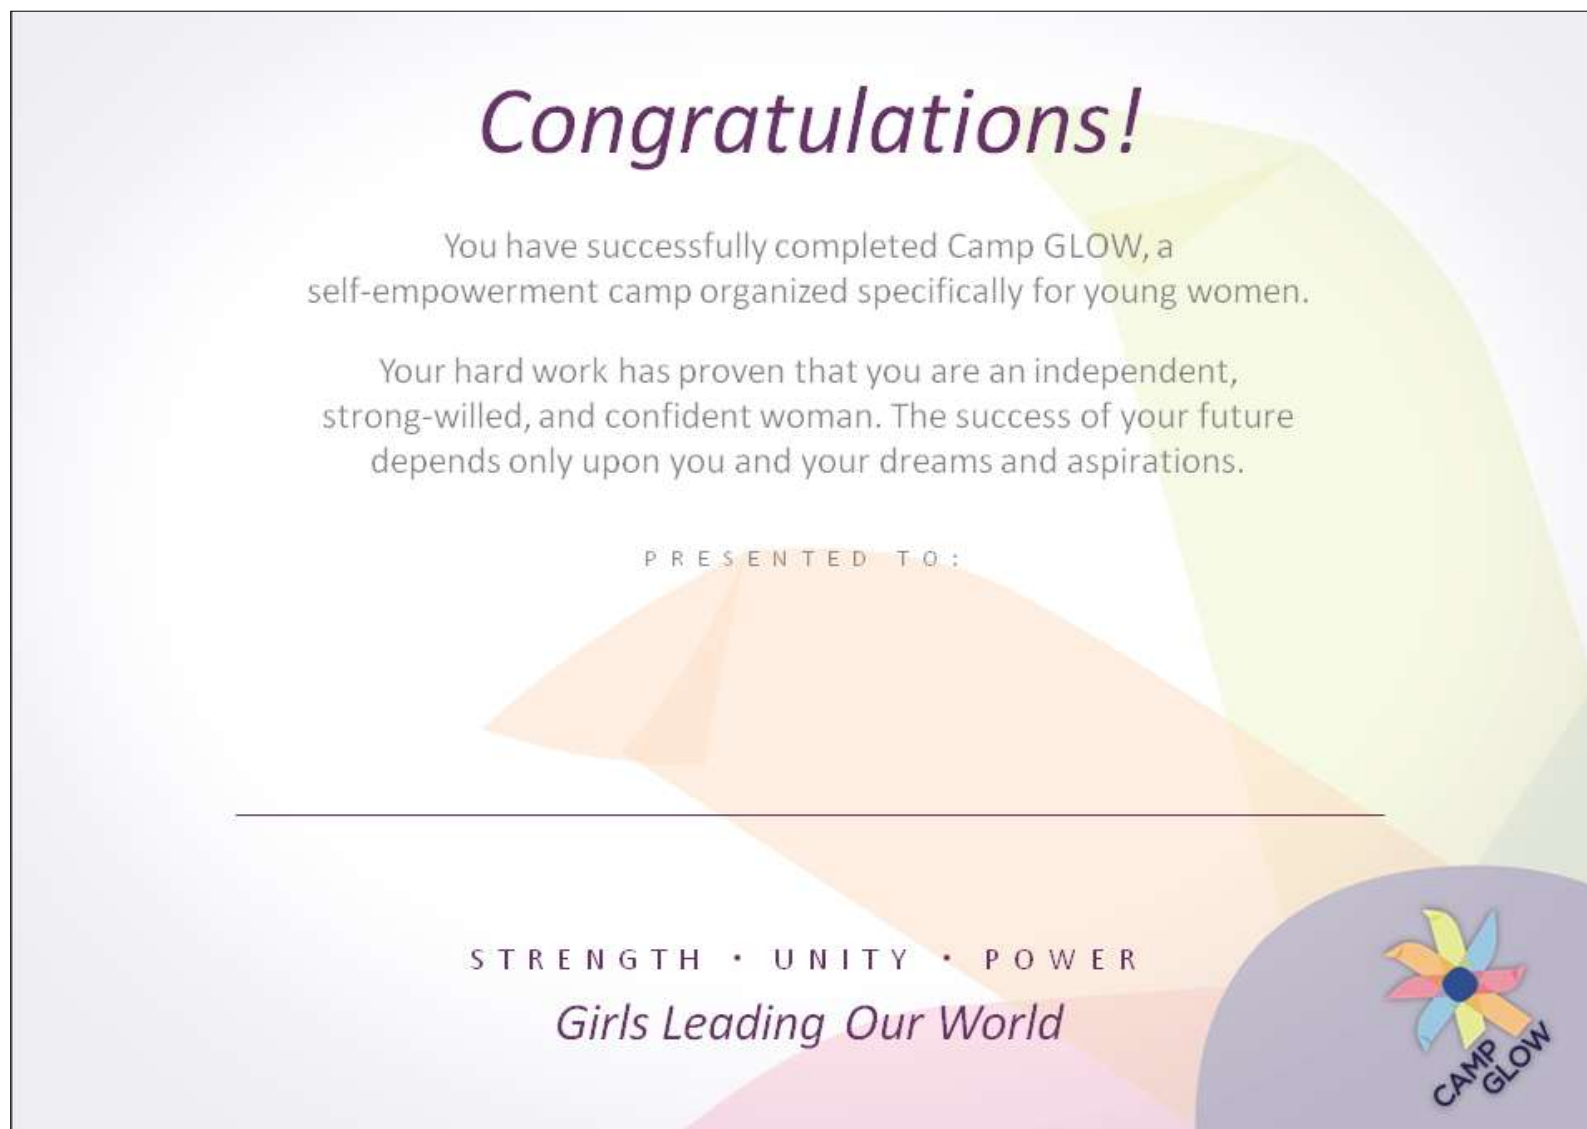 Congratulations!
You have successfully completed Camp GLOW, a
self-empowerment camp organized specifically for young women.
Your hard work has proven that you are an independent,
strong-willed, and confident woman. The success of your future
depends only upon you and your dreams and aspirations.
PRESENTED TO:
STRENGTH • UNITY • POWER
Girls Leading Our World
CAMP
GLOW